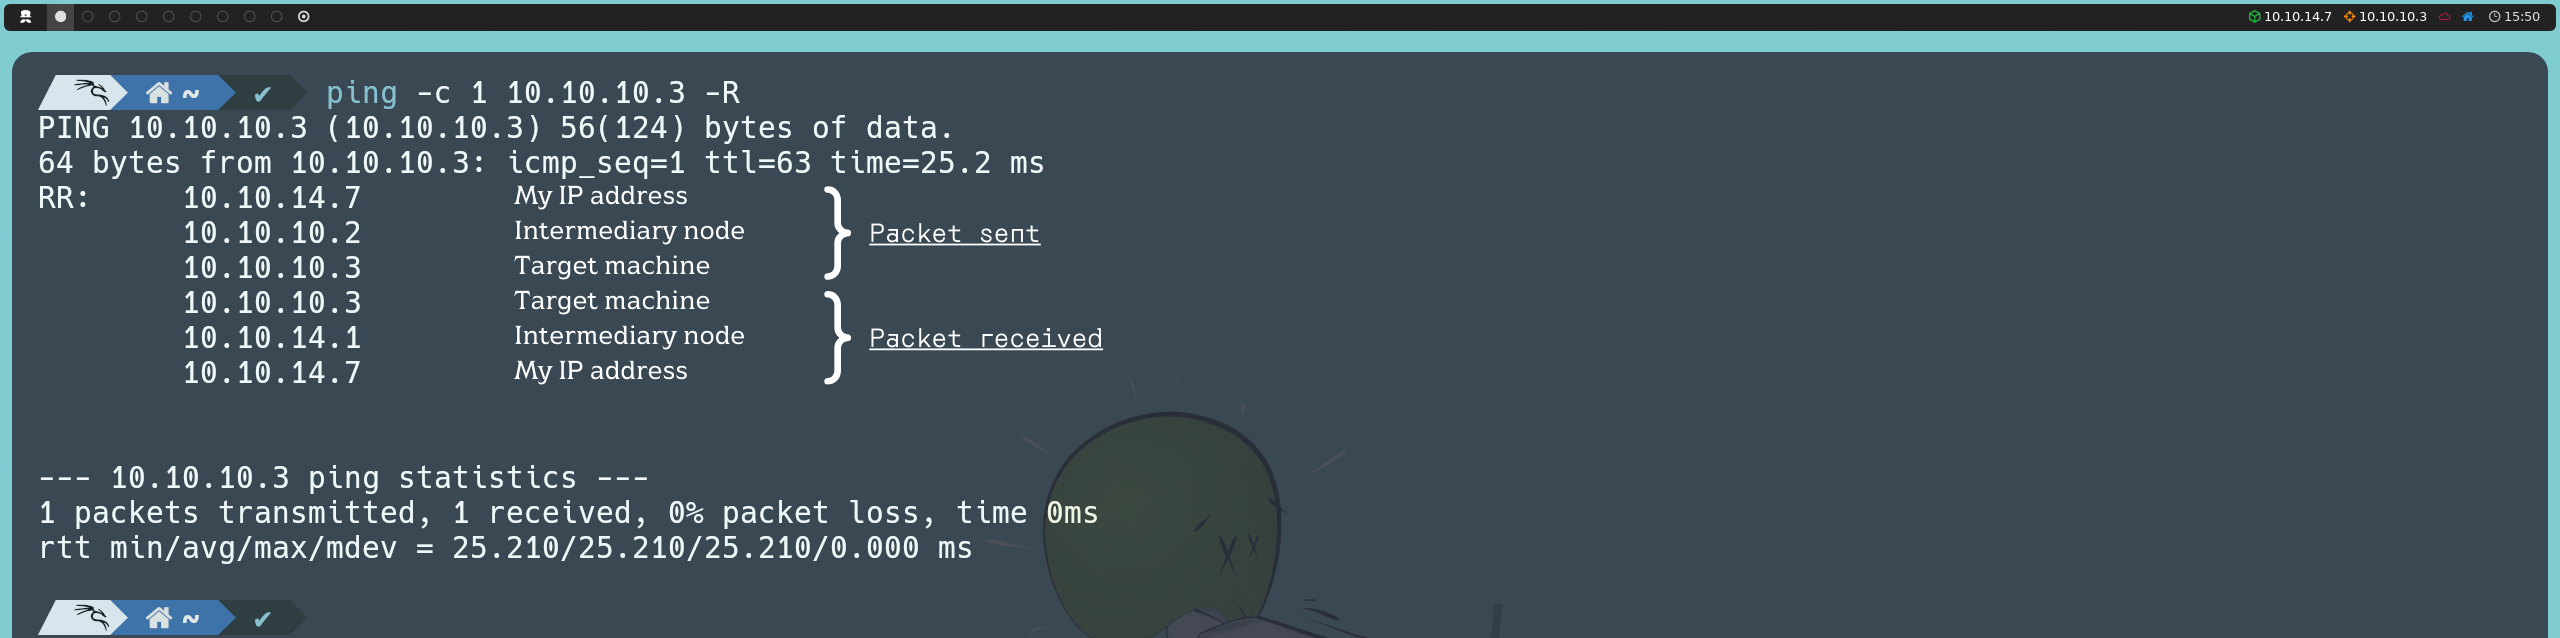 10.10.14.7 10.10.10.3 15:50
~ ✔ ping -c 1 10.10.10.3 -R
PING 10.10.10.3 (10.10.10.3) 56(124) bytes of data.
64 bytes from 10.10.10.3: icmp_seq=1 ttl=63 time=25.2 ms
RR: 10.10.14.7 My IP address
10.10.10.2 Intermediary node
Packet sent
10.10.10.3 Target machine
10.10.10.3 Target machine
10.10.14.1 Intermediary node
Packet received
10.10.14.7 My IP address
--- 10.10.10.3 ping statistics ---
1 packets transmitted, 1 received, 0% packet loss, time 0ms
rtt min/avg/max/mdev = 25.210/25.210/25.210/0.000 ms
~ ✔